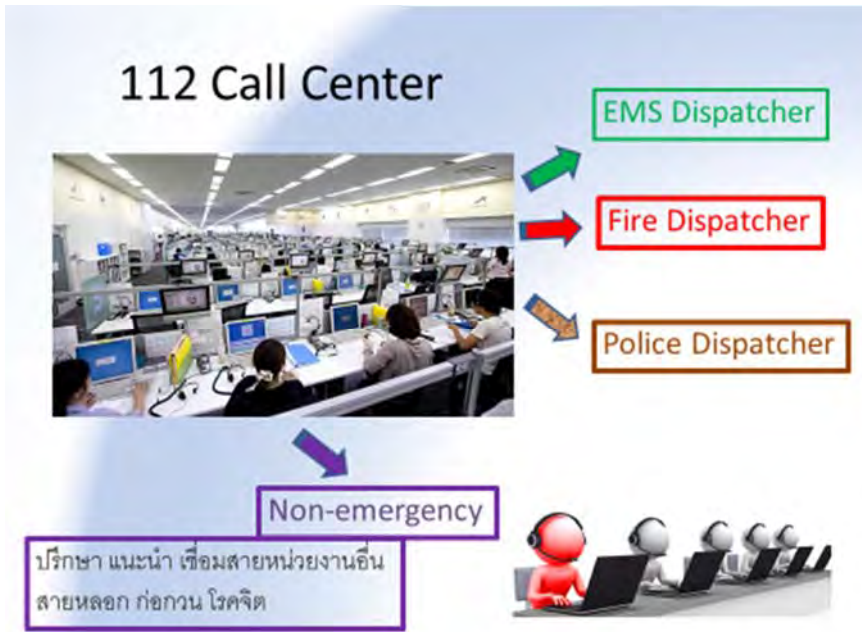 112 Call Center
EMS Dispatcher
Fire Dispatcher
Police Dispatcher
Non-emergency
ปรึกษา แนะนำ เชื่อมสายหน่วยงานอื่น
สายหลอก ก่อกวน โรคจิต